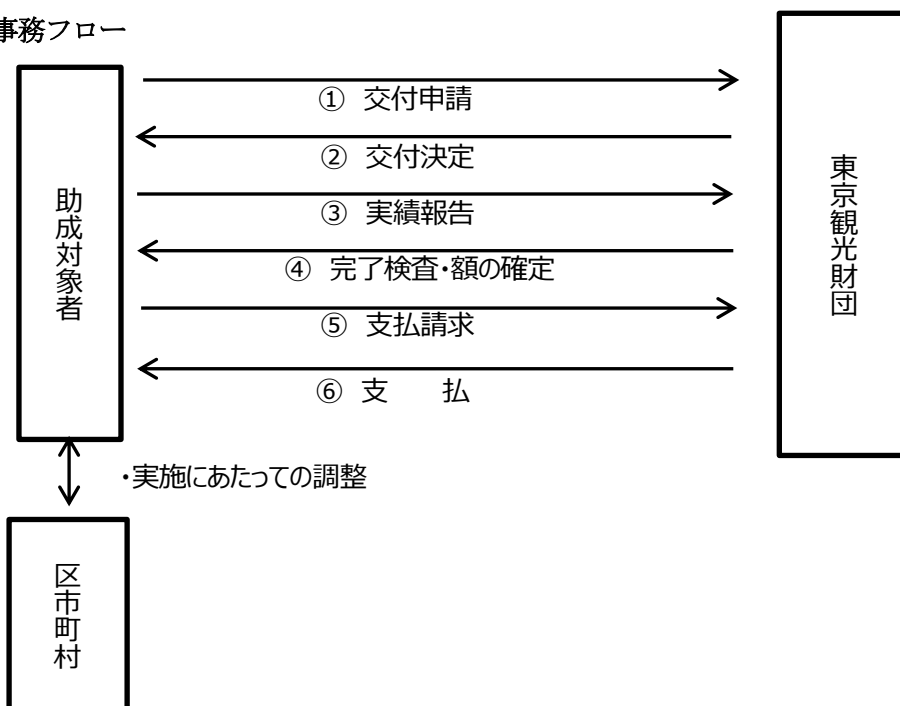 事務フロー
① 交付申請
② 交付決定
③ 実績報告
④ 完了検査・額の確定
⑤ 支払請求
⑥ 支　　払
助成対象者
東京観光財団
・実施にあたっての調整
区市町村